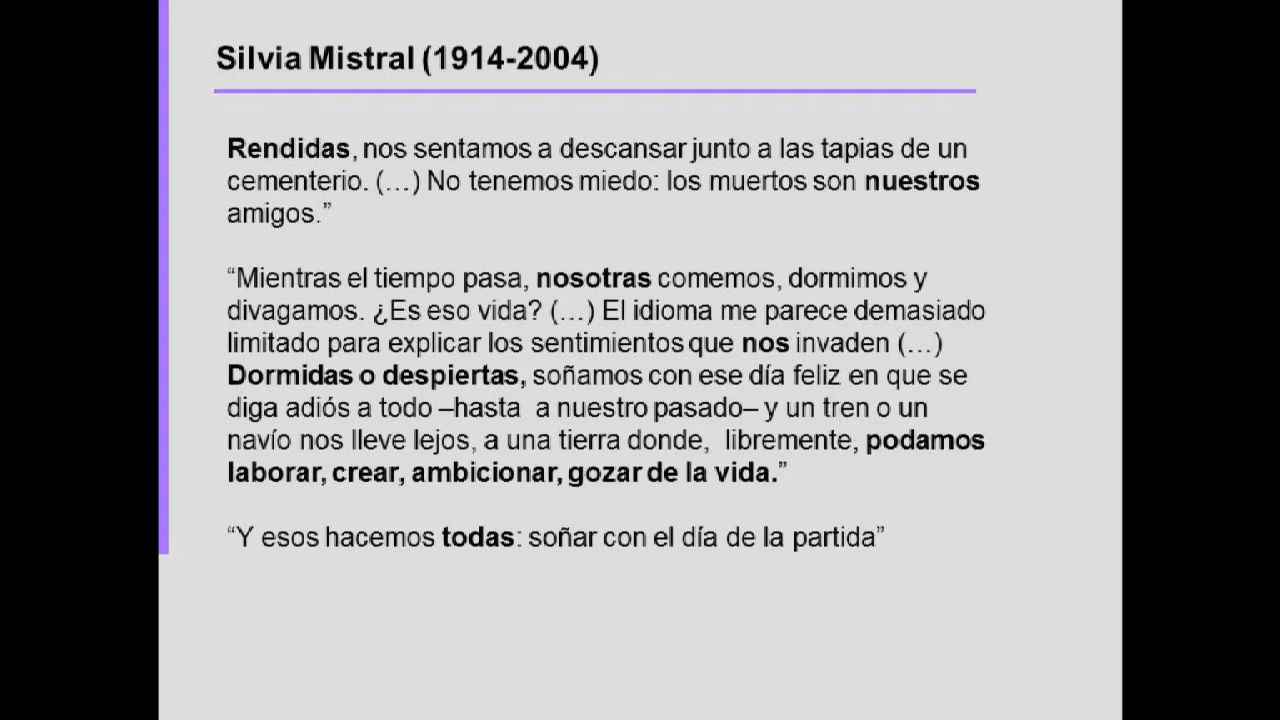 Silvia Mistral (1914-2004)
Rendidas, nos sentamos a descansar junto a las tapias de un
cementerio. (…) No tenemos miedo: los muertos son nuestros
amigos.”
“Mientras el tiempo pasa, nosotras comemos, dormimos y
divagamos. ¿Es eso vida? (…) El idioma me parece demasiado
limitado para explicar los sentimientos que nos invaden (…)
Dormidas o despiertas, soñamos con ese día feliz en que se
diga adiós a todo –hasta a nuestro pasado– y un tren o un
navío nos lleve lejos, a una tierra donde, libremente, podamos
laborar, crear, ambicionar, gozar de la vida.”
“Y esos hacemos todas: soñar con el día de la partida”